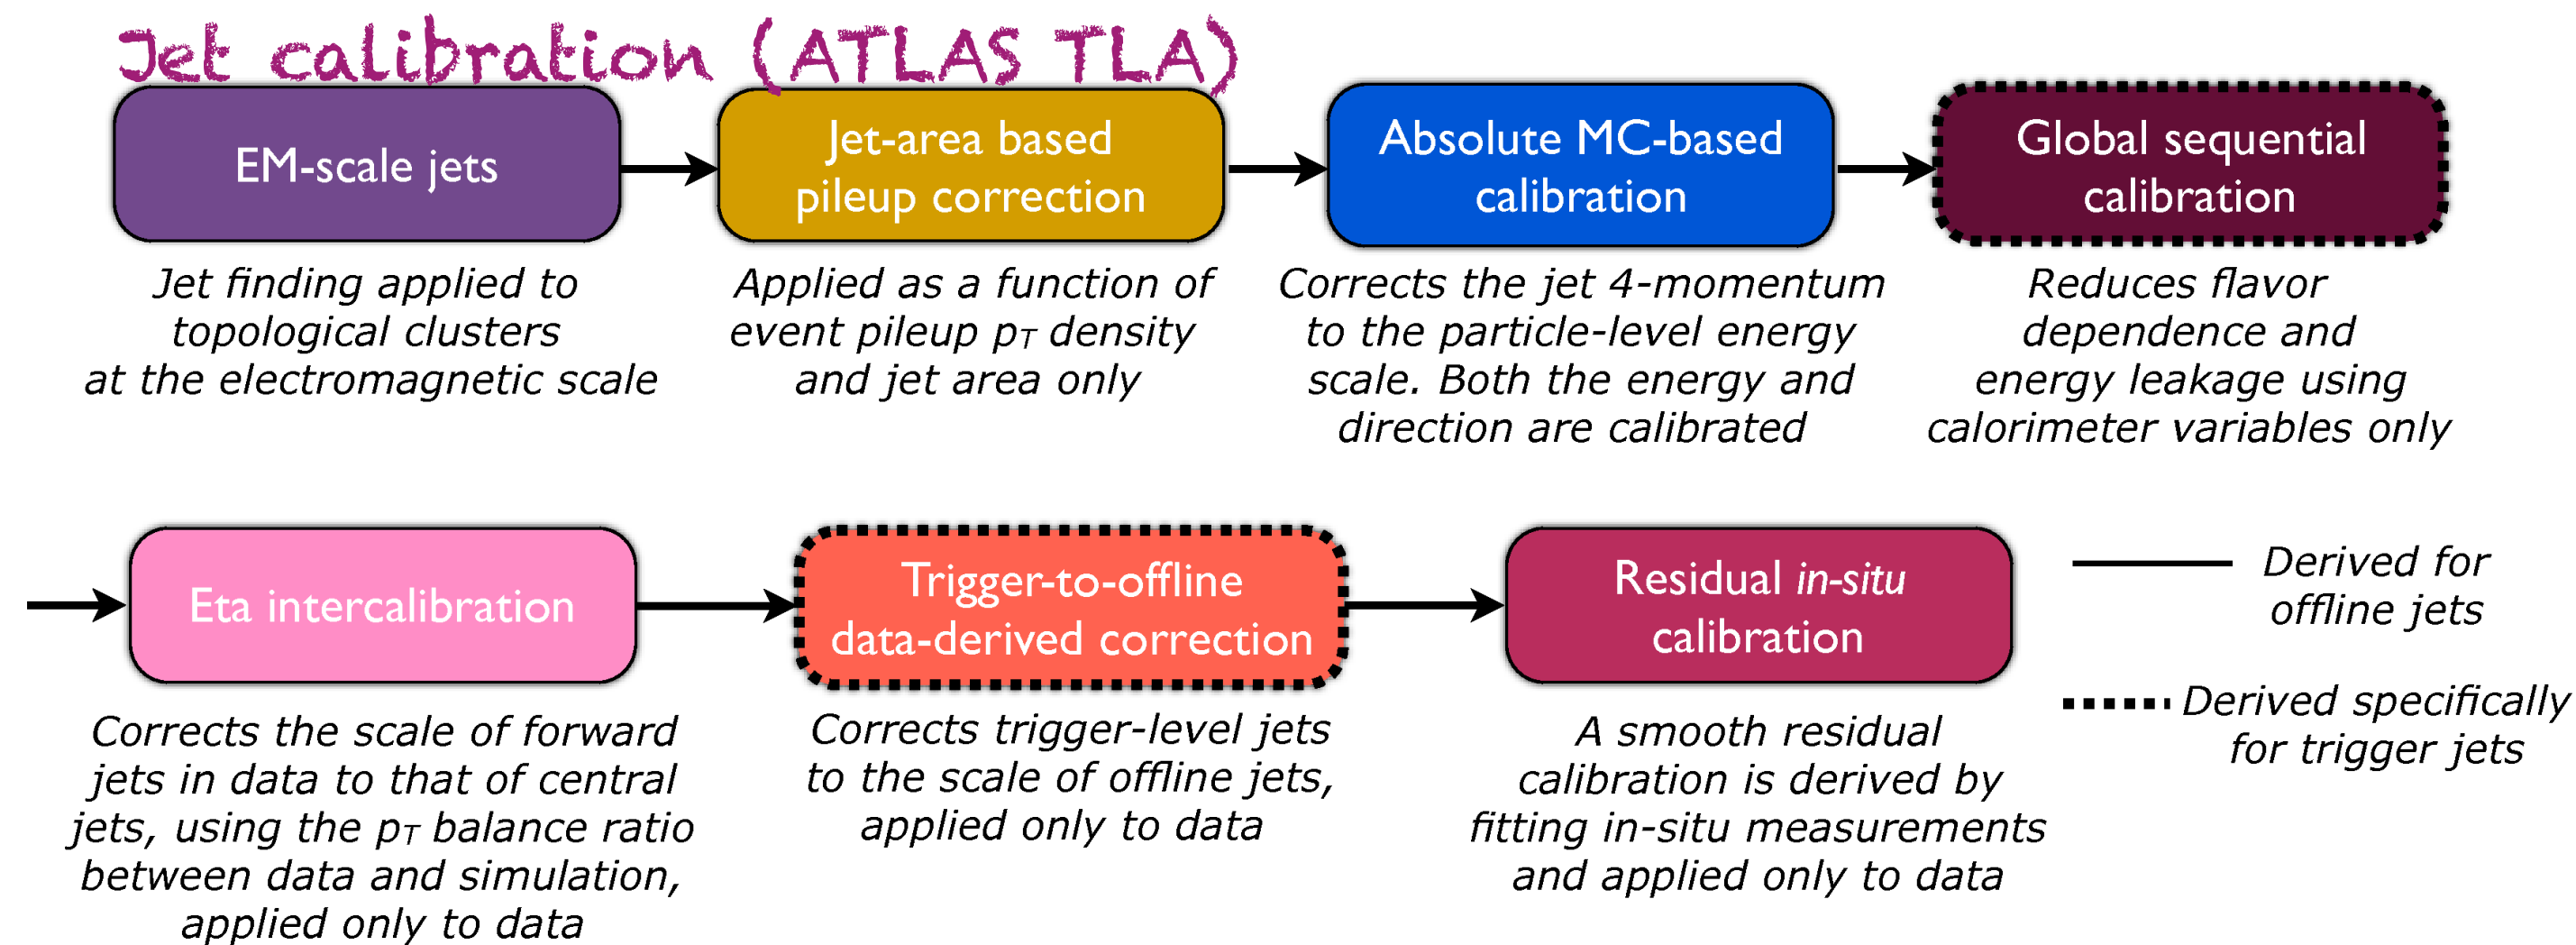 Jet calibration (ATLAS TLA)
EM-scale jets
Jet finding applied to
topological clusters
at the electromagnetic scale
Jet-area based
pileup correction
Applied as a function of
event pileup pT density
and jet area only
Absolute MC-based
calibration
Corrects the jet 4-momentum
to the particle-level energy
scale. Both the energy and
direction are calibrated
Global sequential
calibration
Reduces flavor
dependence and
energy leakage using
calorimeter variables only
Eta intercalibration
Corrects the scale of forward
jets in data to that of central
jets, using the pT balance ratio
between data and simulation,
applied only to data
Trigger-to-offline
data-derived correction
Corrects trigger-level jets
to the scale of offline jets,
applied only to data
Residual in-situ
calibration
A smooth residual
calibration is derived by
fitting in-situ measurements
and applied only to data
Derived for
offline jets
Derived specifically
for trigger jets